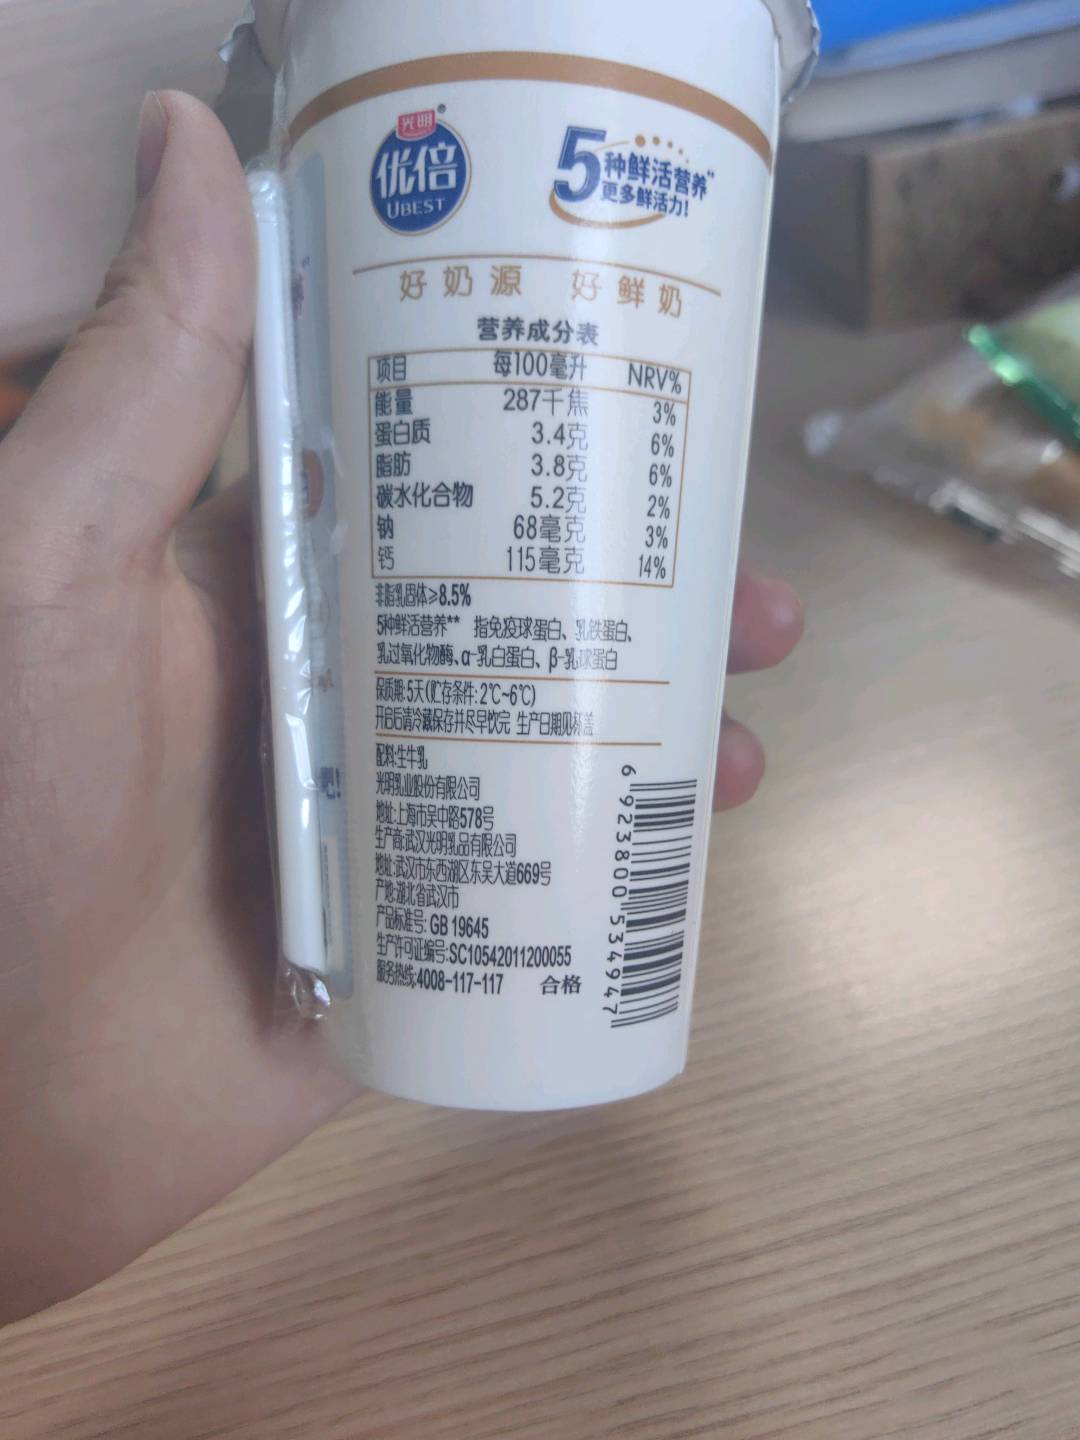 光明
优倍
UBEST
5种鲜活营养**
更多鲜活力!
好奶源 好鲜奶
营养成分表
项目 每100毫升 NRV%
能量 287千焦 3%
蛋白质 3.4克 6%
脂肪 3.8克 6%
碳水化合物 5.2克 2%
钠 68毫克 3%
钙 115毫克 14%
非脂乳固体≥8.5%
5种鲜活营养** 指免疫球蛋白、乳铁蛋白、
乳过氧化物酶、α-乳白蛋白、β-乳球蛋白
保质期:5天(贮存条件:2℃~6℃)
开启后请冷藏保存并尽早饮完 生产日期见杯盖
配料:生牛乳
光明乳业股份有限公司
地址:上海市吴中路578号
生产商:武汉光明乳品有限公司
地址:武汉市东西湖区东吴大道669号
产地:湖北省武汉市
产品标准号: GB 19645
生产许可证编号:SC10542011200055
服务热线:4008-117-117 合格
6 923800 534947